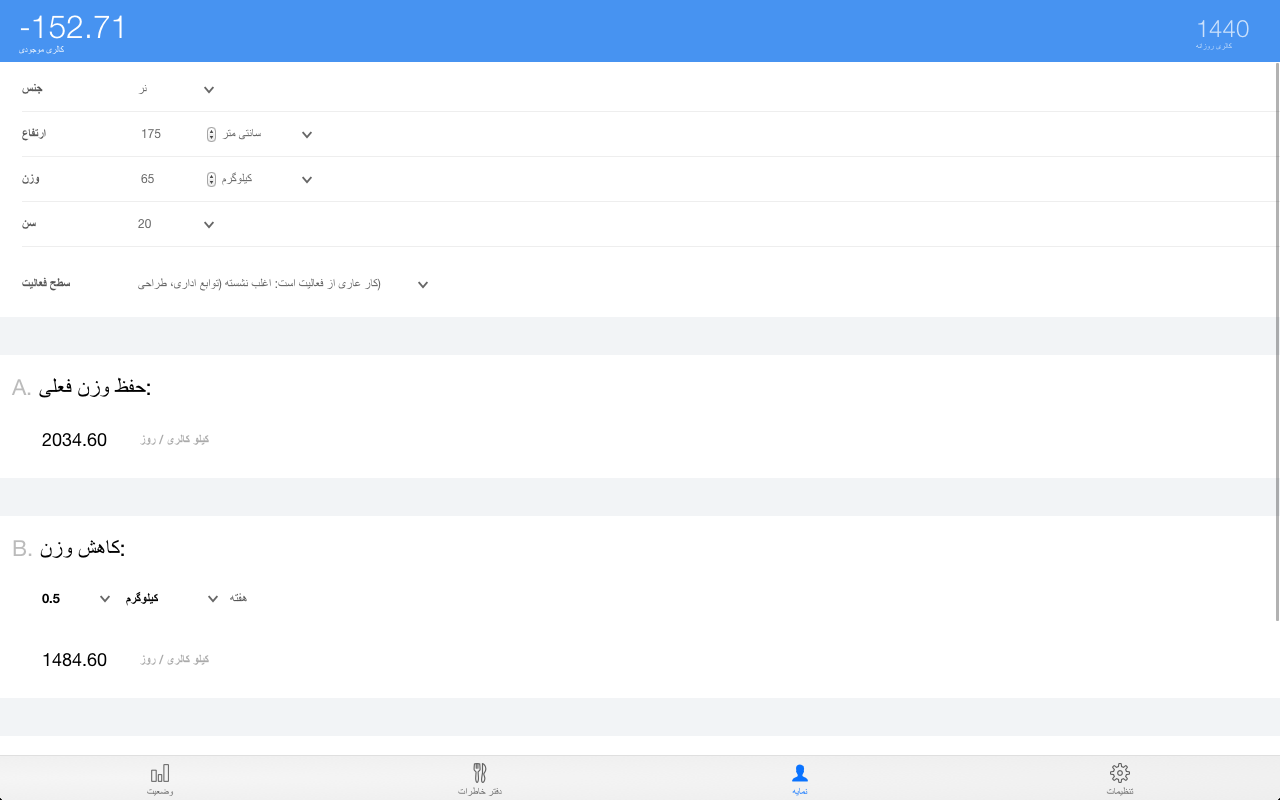 -152.71
کالری موجودی
1440
کالری روزانه
جنس نر
ارتفاع 175 سانتی متر
وزن 65 کیلوگرم
سن 20
سطح فعالیت کار عاری از فعالیت است: اغلب نشسته (توابع اداری، طراحی)
A. حفظ وزن فعلی:
2034.60 کیلو کالری / روز
B. کاهش وزن:
0.5 کیلوگرم هفته
1484.60 کیلو کالری / روز
وضعیت
دفتر خاطرات
نمایه
تنظیمات